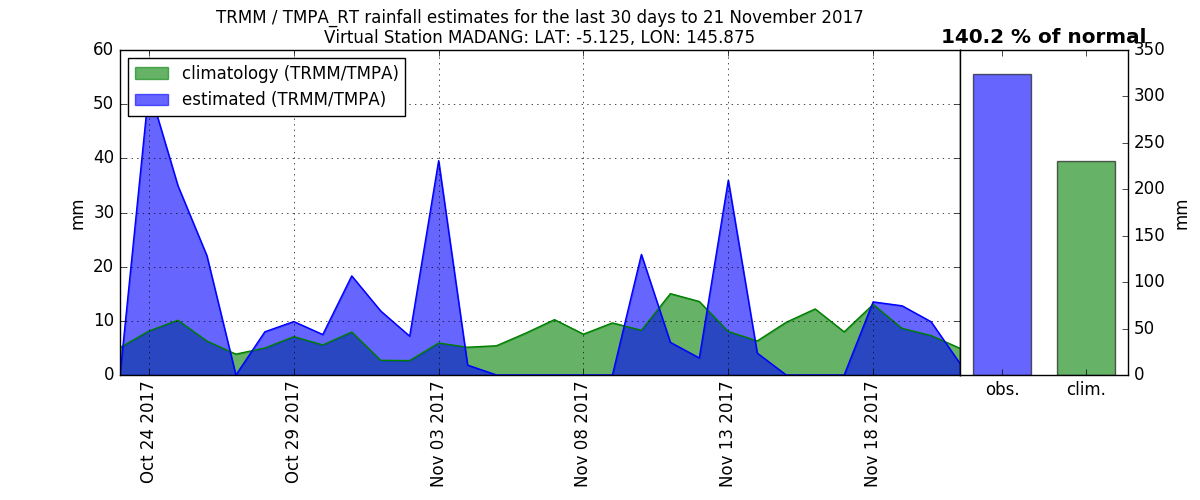 TRMM / TMPA_RT rainfall estimates for the last 30 days to 21 November 2017
Virtual Station MADANG: LAT: -5.125, LON: 145.875
140.2 % of normal
climatology (TRMM/TMPA)
estimated (TRMM/TMPA)
60
50
40
30
20
10
0
mm
Oct 24 2017
Oct 29 2017
Nov 03 2017
Nov 08 2017
Nov 13 2017
Nov 18 2017
350
300
250
200
150
100
50
0
mm
obs.
clim.